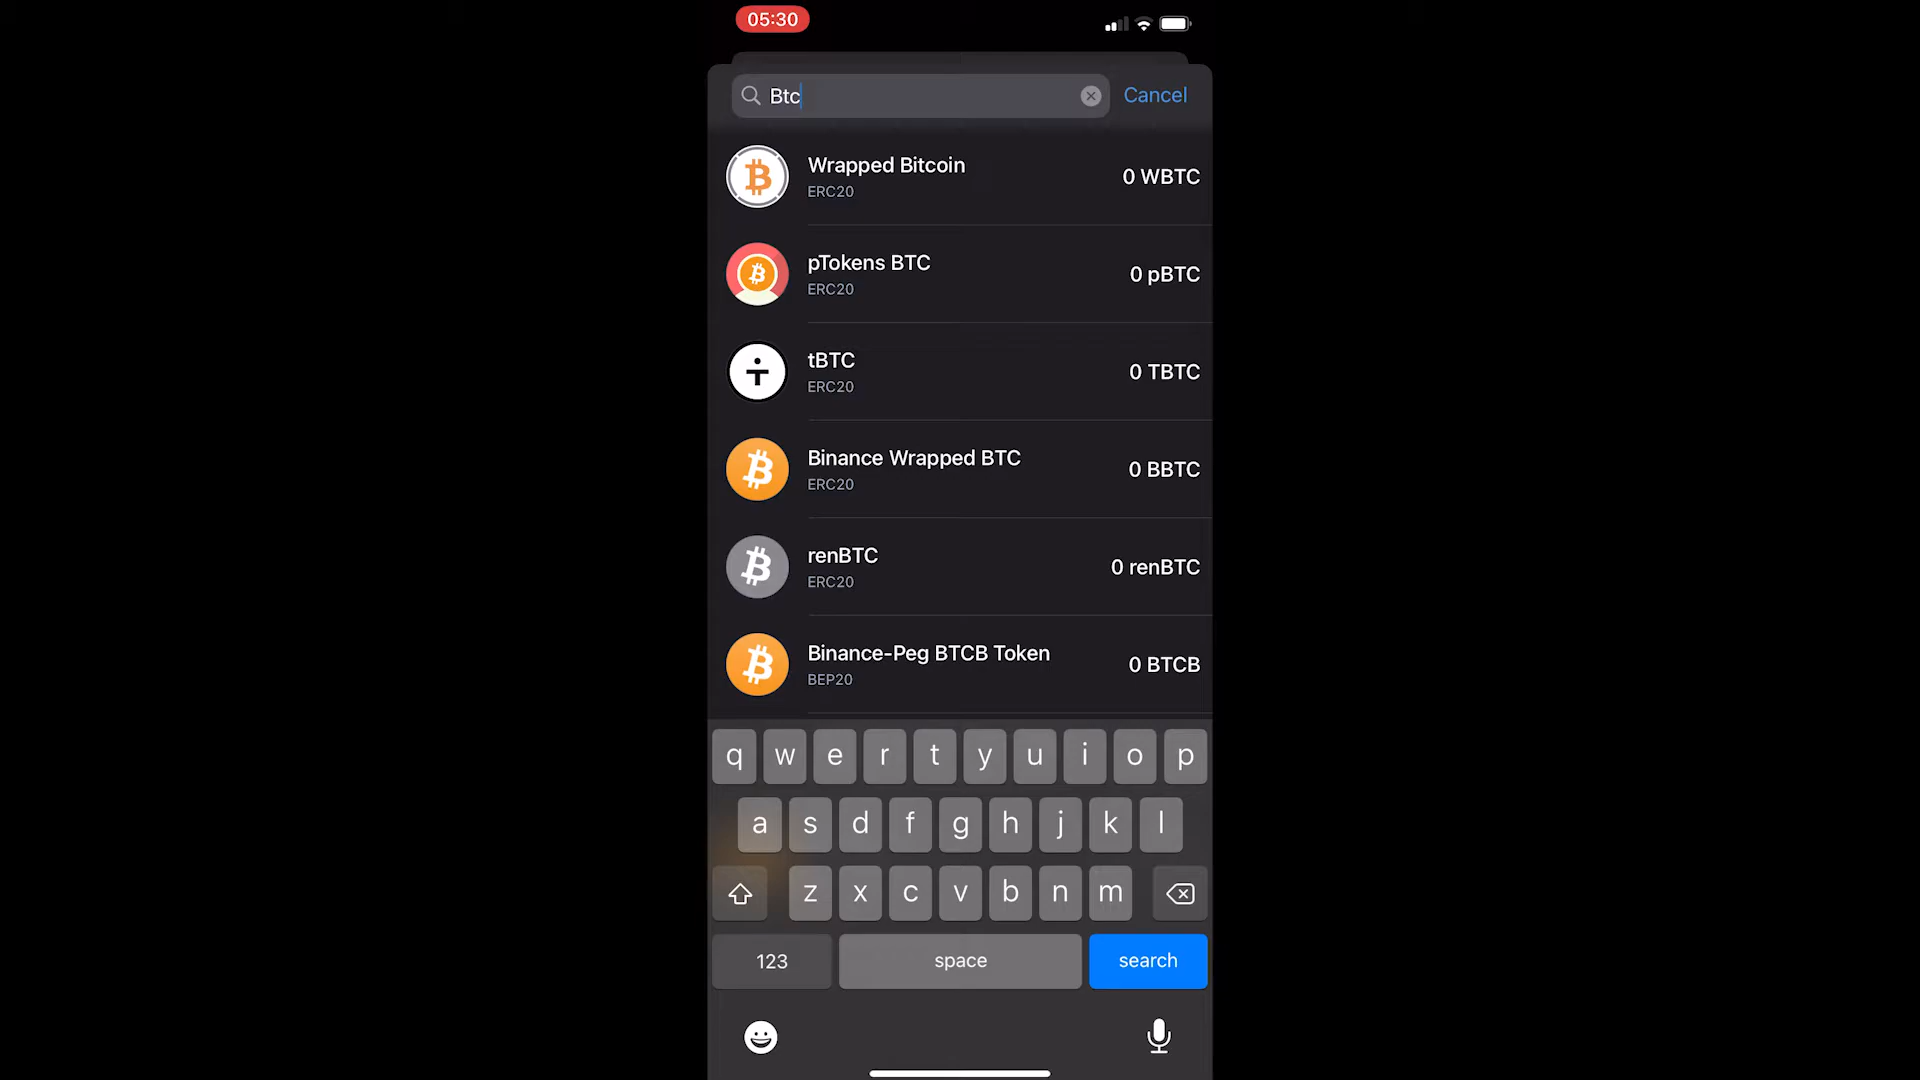 05:30
Btc
Cancel
Wrapped Bitcoin
ERC20
0 WBTC
pTokens BTC
ERC20
0 pBTC
tBTC
ERC20
0 TBTC
Binance Wrapped BTC
ERC20
0 BBTC
renBTC
ERC20
0 renBTC
Binance-Peg BTCB Token
BEP20
0 BTCB
q w e r t y u i o p
a s d f g h j k l
z x c v b n m
123 space search